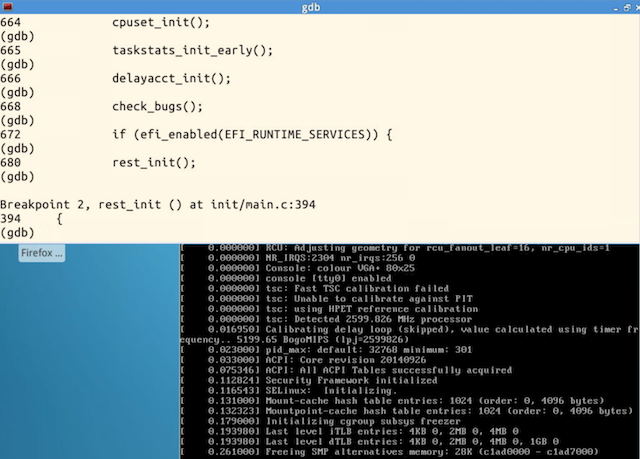 gdb
664 cpuset_init();
(gdb)
665 taskstats_init_early();
(gdb)
666 delayacct_init();
(gdb)
668 check_bugs();
(gdb)
672 if (efi_enabled(EFI_RUNTIME_SERVICES)) {
(gdb)
680 rest_init();
(gdb)
Breakpoint 2, rest_init () at init/main.c:394
394 {
(gdb)
Firefox ...
[ 0.000000] RCU: Adjusting geometry for rcu_fanout_leaf=16, nr_cpu_ids=1
[ 0.000000] NR_IRQS:2304 nr_irqs:256 0
[ 0.000000] Console: colour VGA+ 80x25
[ 0.000000] console [tty0] enabled
[ 0.000000] tsc: Fast TSC calibration failed
[ 0.000000] tsc: Unable to calibrate against PIT
[ 0.000000] tsc: using HPET reference calibration
[ 0.000000] tsc: Detected 2599.826 MHz processor
[ 0.016950] Calibrating delay loop (skipped), value calculated using timer fr
equency.. 5199.65 BogoMIPS (lpj=2599826)
[ 0.023000] pid_max: default: 32768 minimum: 301
[ 0.033000] ACPI: Core revision 20140926
[ 0.075346] ACPI: All ACPI Tables successfully acquired
[ 0.112824] Security Framework initialized
[ 0.116543] SELinux:  Initializing.
[ 0.131000] Mount-cache hash table entries: 1024 (order: 0, 4096 bytes)
[ 0.132323] Mountpoint-cache hash table entries: 1024 (order: 0, 4096 bytes)
[ 0.179000] Initializing cgroup subsys freezer
[ 0.193980] Last level iTLB entries: 4KB 0, 2MB 0, 4MB 0
[ 0.193980] Last level dTLB entries: 4KB 0, 2MB 0, 4MB 0, 1GB 0
[ 0.261000] Freeing SMP alternatives memory: 28K (c1ad0000 - c1ad7000)